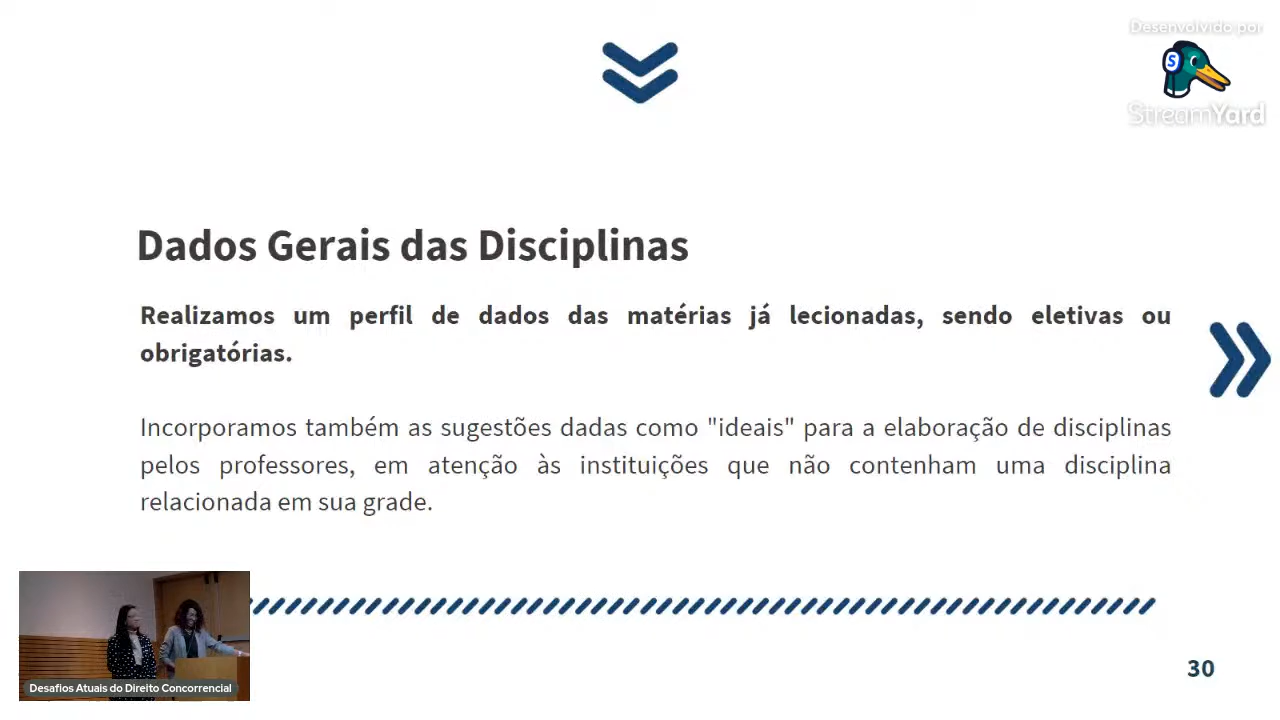 Desenvolvido por
S
StreamYard
Dados Gerais das Disciplinas
Realizamos um perfil de dados das matérias já lecionadas, sendo eletivas ou
obrigatórias.
Incorporamos também as sugestões dadas como "ideais" para a elaboração de disciplinas
pelos professores, em atenção às instituições que não contenham uma disciplina
relacionada em sua grade.
Desafios Atuais do Direito Concorrencial
30